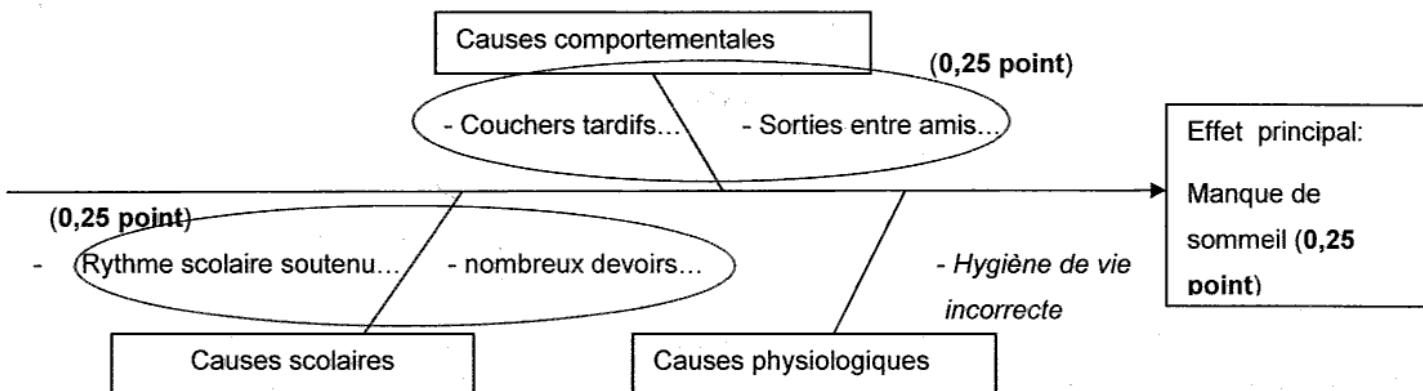 Causes comportementales
(0,25 point)
- Couchers tardifs… - Sorties entre amis…
Effet principal:
Manque de
sommeil (0,25
point)
(0,25 point)
- Rythme scolaire soutenu… - nombreux devoirs…
- Hygiène de vie
incorrecte
Causes scolaires
Causes physiologiques